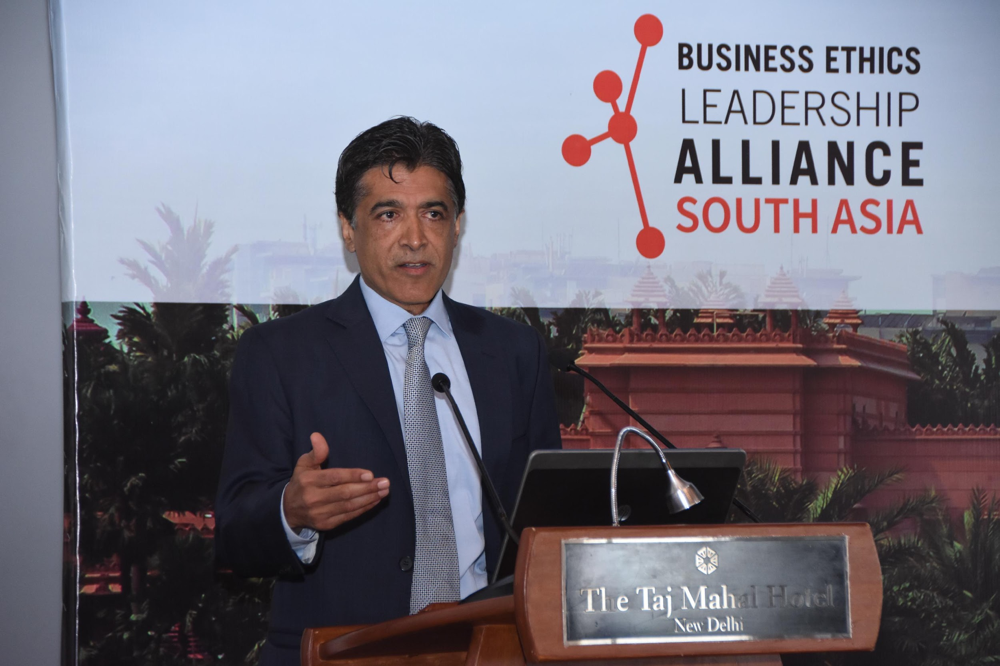 BUSINESS ETHICS
LEADERSHIP
ALLIANCE
SOUTH ASIA
The Taj Mahal Hotel
New Delhi